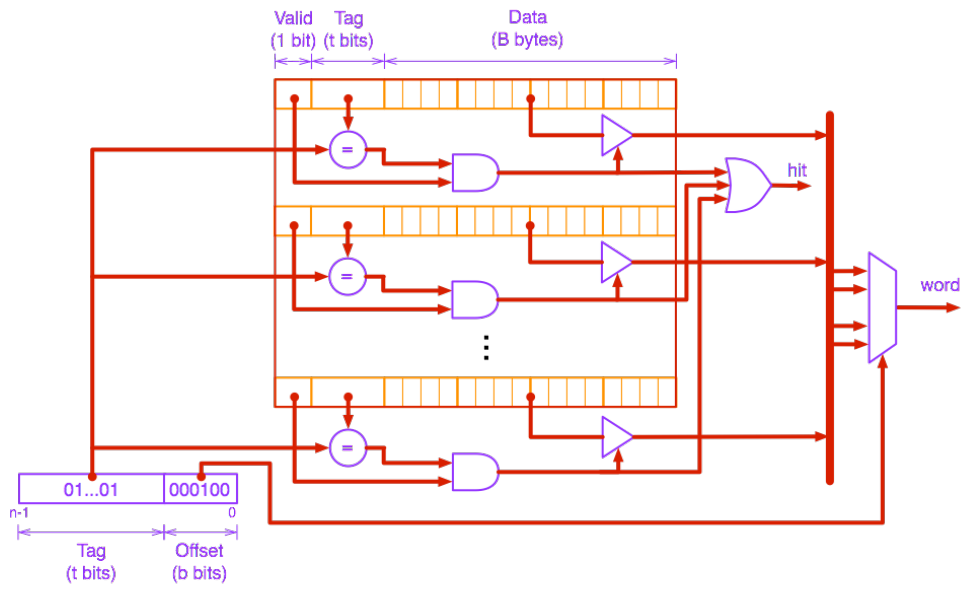 Valid
(1 bit)
Tag
(t bits)
Data
(B bytes)
=
hit
=
word
=
01...01
000100
n-1
0
Tag
(t bits)
Offset
(b bits)